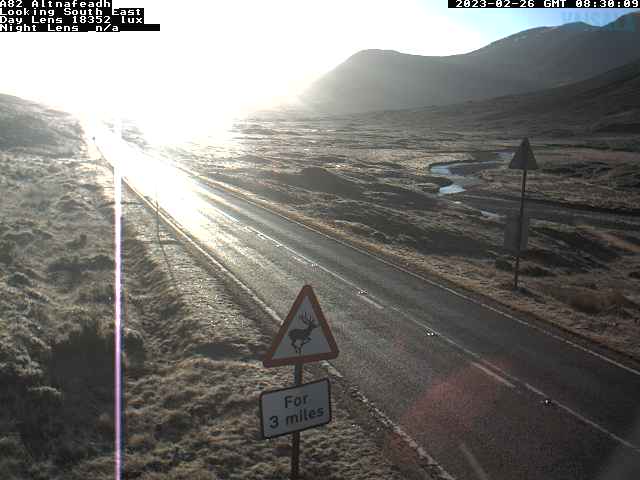 A82 Altnafeadh
Looking South East
Day Lens 18352 lux
Night Lens n/a
2023-02-26 GMT 08:30:09
VAISALA
For
3 miles